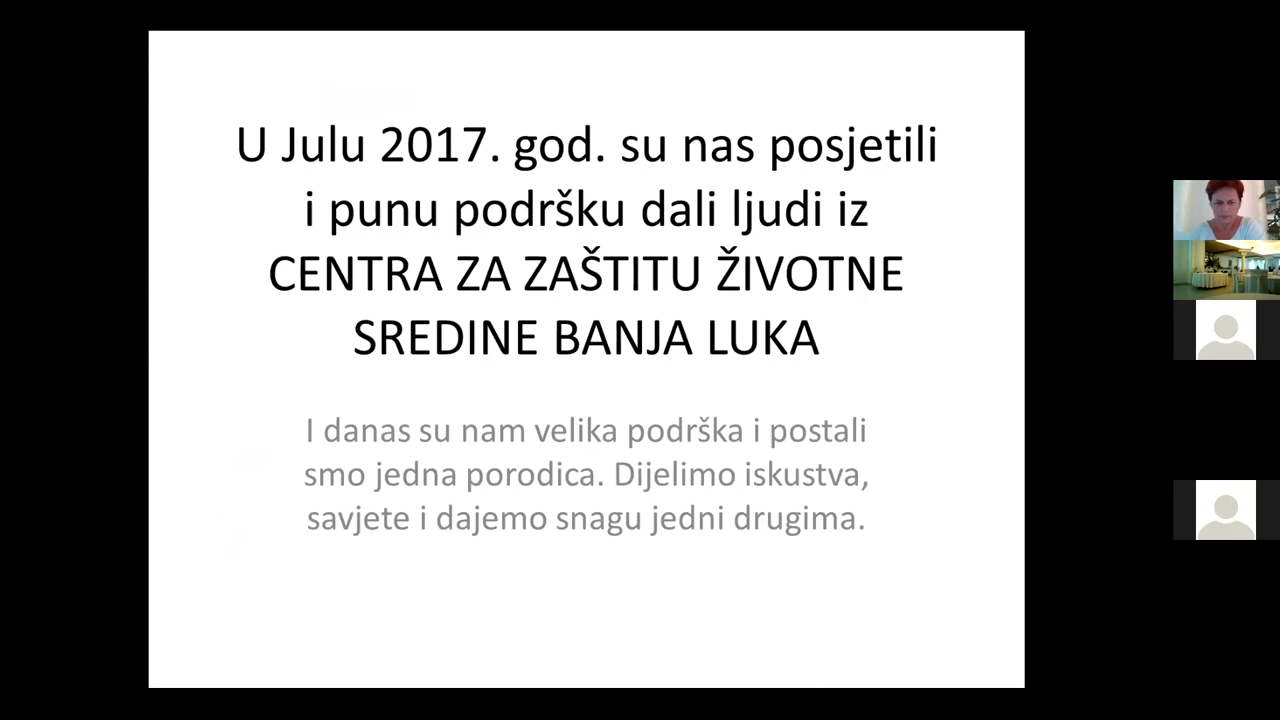 U Julu 2017. god. su nas posjetili
i punu podršku dali ljudi iz
CENTRA ZA ZAŠTITU ŽIVOTNE
SREDINE BANJA LUKA
I danas su nam velika podrška i postali
smo jedna porodica. Dijelimo iskustva,
savjete i dajemo snagu jedni drugima.